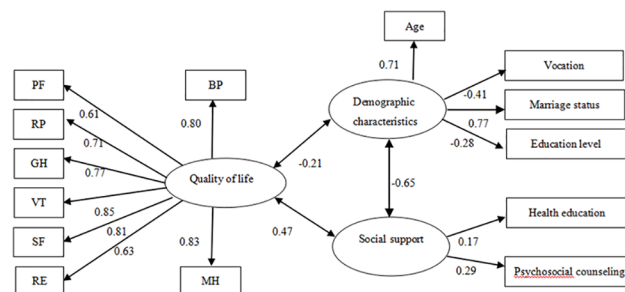 Age
PF
BP
0.71
Vocation
RP
0.61
0.80
Demographic
characteristics
-0.41
Marriage status
0.71
0.77
GH
-0.28
Education level
0.77
-0.21
VT
Quality of life
-0.65
0.85
Health education
SF
0.81
0.47
Social support
0.63
0.83
0.17
RE
MH
0.29
Psychosocial counseling